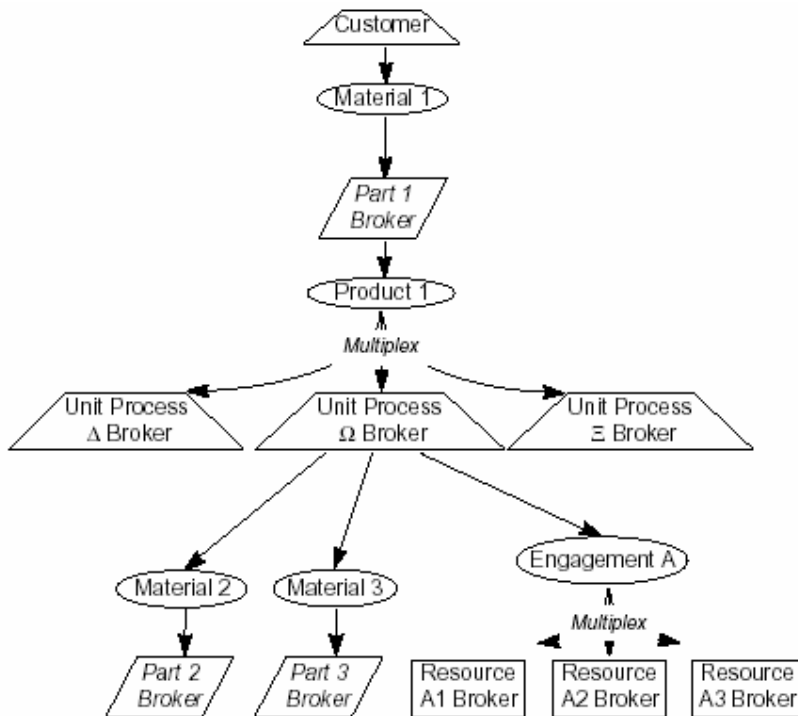 Customer
Material 1
Part 1
Broker
Product 1
Multiplex
Unit Process
Δ Broker
Unit Process
Ω Broker
Unit Process
Ξ Broker
Material 2
Material 3
Engagement A
Multiplex
Part 2
Broker
Part 3
Broker
Resource
A1 Broker
Resource
A2 Broker
Resource
A3 Broker